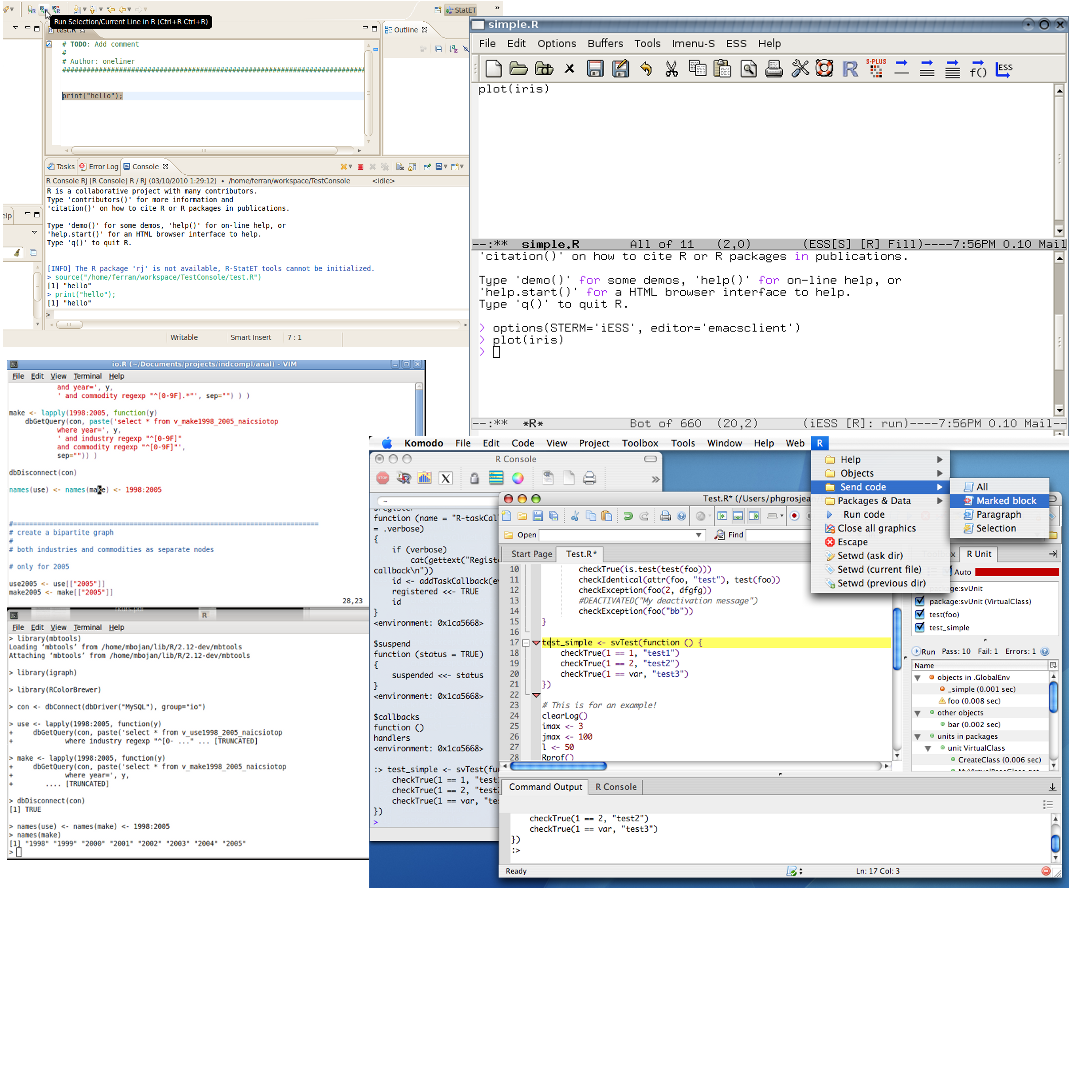 StatET
»
Run Selection/Current Line in R (Ctrl+R Ctrl+R)
test.R
Outline
# TODO: Add comment
#
# Author: oneliner
###############################################################################
print("hello");
Tasks Error Log Console
R Console RJ [R Console] R / RJ (03/10/2010 1:29:12) • /home/ferran/workspace/TestConsole <idle>
R is a collaborative project with many contributors.
Type 'contributors()' for more information and
'citation()' on how to cite R or R packages in publications.
Type 'demo()' for some demos, 'help()' for on-line help, or
'help.start()' for an HTML browser interface to help.
Type 'q()' to quit R.
[INFO] The R package 'rj' is not available, R-StatET tools cannot be initialized.
> source("/home/ferran/workspace/TestConsole/test.R")
[1] "hello"
> print("hello");
[1] "hello"
>
Writable Smart Insert 7 : 1
simple.R
File Edit Options Buffers Tools Imenu-S ESS Help
S-PLUS
f() ESS
plot(iris)
--:** simple.R All of 11 (2,0) (ESS[S] [R] Fill)----7:56PM 0.10 Mail
'citation()' on how to cite R or R packages in publications.
Type 'demo()' for some demos, 'help()' for on-line help, or
'help.start()' for a HTML browser interface to help.
Type 'q()' to quit R.
> options(STERM='iESS', editor='emacsclient')
> plot(iris)
>
--:** *R* Bot of 660 (20,2) (iESS [R]: run)----7:56PM 0.10 Mail--
io.R (~/Documents/projects/indcompl/anal) - VIM
File Edit View Terminal Help
and year=', y,
' and commodity regexp "^[0-9F].*"', sep="") ) )
make <- lapply(1998:2005, function(y)
dbGetQuery(con, paste('select * from v_make1998_2005_naicsiotop
where year=', y,
' and industry regexp "^[0-9F]"
and commodity regexp "^[0-9F]"',
sep="")) )
dbDisconnect(con)
names(use) <- names(make) <- 1998:2005
#===========================================================================
# create a bipartite graph
#
# both industries and commodities as separate nodes
# only for 2005
use2005 <- use[["2005"]]
make2005 <- make[["2005"]]
28,23
R
File Edit View Terminal Help
> library(mbtools)
Loading 'mbtools' from /home/mbojan/lib/R/2.12-dev/mbtools
Attaching 'mbtools' from /home/mbojan/lib/R/2.12-dev/mbtools
> library(igraph)
> library(RColorBrewer)
> con <- dbConnect(dbDriver("MySQL"), group="io")
> use <- lapply(1998:2005, function(y)
+ dbGetQuery(con, paste('select * from v_use1998_2005_naicsiotop
+ where industry regexp "^[0- ..." ... [TRUNCATED]
> make <- lapply(1998:2005, function(y)
+ dbGetQuery(con, paste('select * from v_make1998_2005_naicsiotop
+ where year=', y,
+ .... [TRUNCATED]
> dbDisconnect(con)
[1] TRUE
> names(use) <- names(make) <- 1998:2005
> names(make)
[1] "1998" "1999" "2000" "2001" "2002" "2003" "2004" "2005"
>
Komodo File Edit Code View Project Toolbox Tools Window Help Web R
Help
Objects
Send code
Packages & Data
Run code
Close all graphics
Escape
Setwd (ask dir)
Setwd (current file)
Setwd (previous dir)
All
Marked block
Paragraph
Selection
R Console
function (name = "R-taskCal
= .verbose)
{
if (verbose)
cat(gettext("Regist
callback\n"))
id <- addTaskCallback(ev
registered <<- TRUE
id
}
<environment: 0x1ca5668>
$suspend
function (status = TRUE)
{
suspended <<- status
}
<environment: 0x1ca5668>
$callbacks
function ()
handlers
<environment: 0x1ca5668>
:> test_simple <- svTest(fu
checkTrue(1 == 1, "test
checkTrue(1 == 2, "test
checkTrue(1 == var, "tes
})
>
Test.R* (/Users/phgrosjea
Open Find
Start Page Test.R*
10 checkTrue(is.test(test(foo)))
11 checkIdentical(attr(foo, "test"), test(foo))
12 checkException(foo(2, dfgfg))
13 #DEACTIVATED("My deactivation message")
14 checkException(foo("bb"))
15 }
16
17 test_simple <- svTest(function () {
18 checkTrue(1 == 1, "test1")
19 checkTrue(1 == 2, "test2")
20 checkTrue(1 == var, "test3")
21 })
22
23 # This is for an example!
24 clearLog()
25 imax <- 3
26 jmax <- 100
27 l <- 50
28 Rprof()
R Unit
Auto
package:svUnit
package:svUnit (VirtualClass)
test(foo)
test_simple
Run Pass: 10 Fail: 1 Errors: 1
Name
objects in .GlobalEnv
_simple (0.001 sec)
foo (0.008 sec)
other objects
bar (0.002 sec)
units in packages
unit VirtualClass
CreateClass (0.006 sec)
Command Output R Console
checkTrue(1 == 2, "test2")
checkTrue(1 == var, "test3")
})
:>
Ready Ln: 17 Col: 3